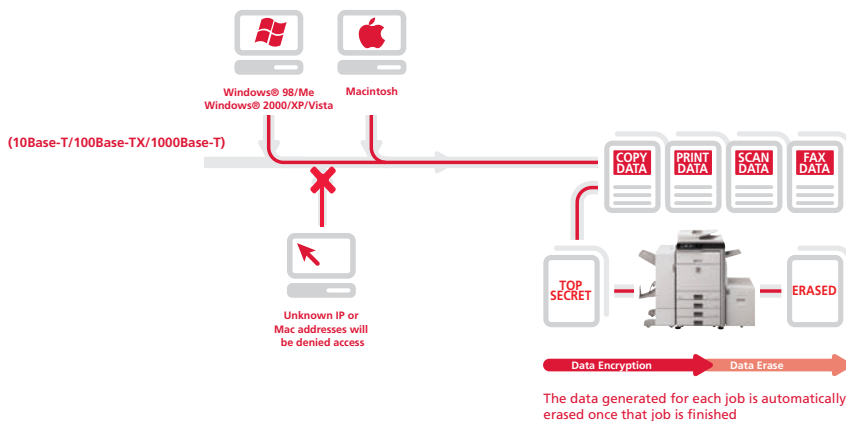 Windows® 98/Me
Windows® 2000/XP/Vista
Macintosh
(10Base-T/100Base-TX/1000Base-T)
COPY
DATA
PRINT
DATA
SCAN
DATA
FAX
DATA
TOP
SECRET
ERASED
Unknown IP or
Mac addresses will
be denied access
Data Encryption
Data Erase
The data generated for each job is automatically
erased once that job is finished